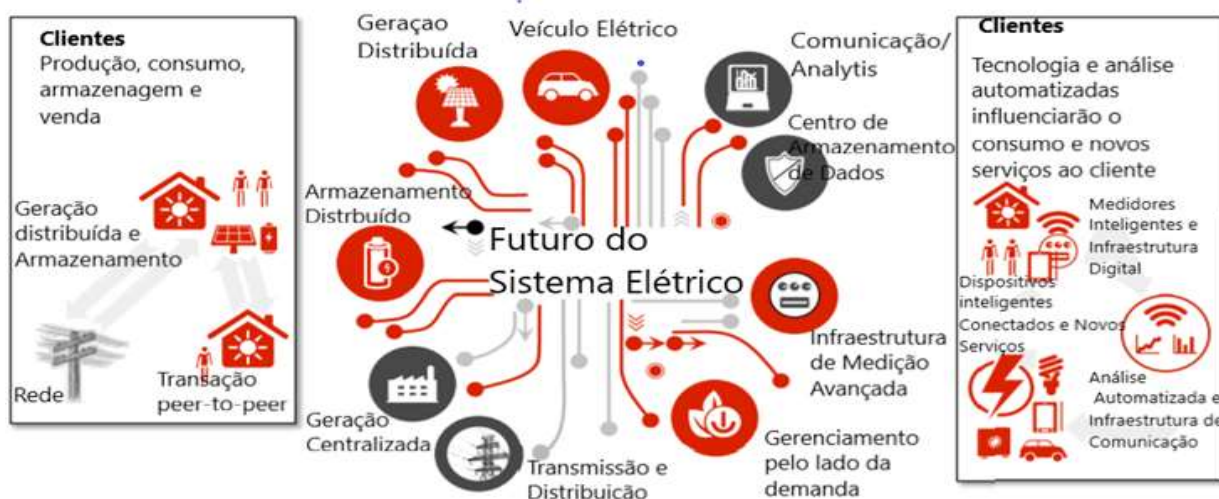 Clientes
Produção, consumo,
armazenagem e
venda
Geração
distribuída e
Armazenamento
Rede
Transação
peer-to-peer
Geraçao
Distribuída
Veículo Elétrico
Comunicação/
Analytis
Centro de
Armazenamento
de Dados
Armazenamento
Distrbuído
Futuro do
Sistema Elétrico
Infraestrutura
de Medição
Avançada
Geração
Centralizada
Transmissão e
Distribuição
Gerenciamento
pelo lado da
demanda
Clientes
Tecnologia e análise
automatizadas
influenciarão o
consumo e novos
serviços ao cliente
Medidores
Inteligentes e
Infraestrutura
Digital
Dispositivos
inteligentes
Conectados e Novos
Serviços
Análise
Automatizada e
Infraestrutura de
Comunicação